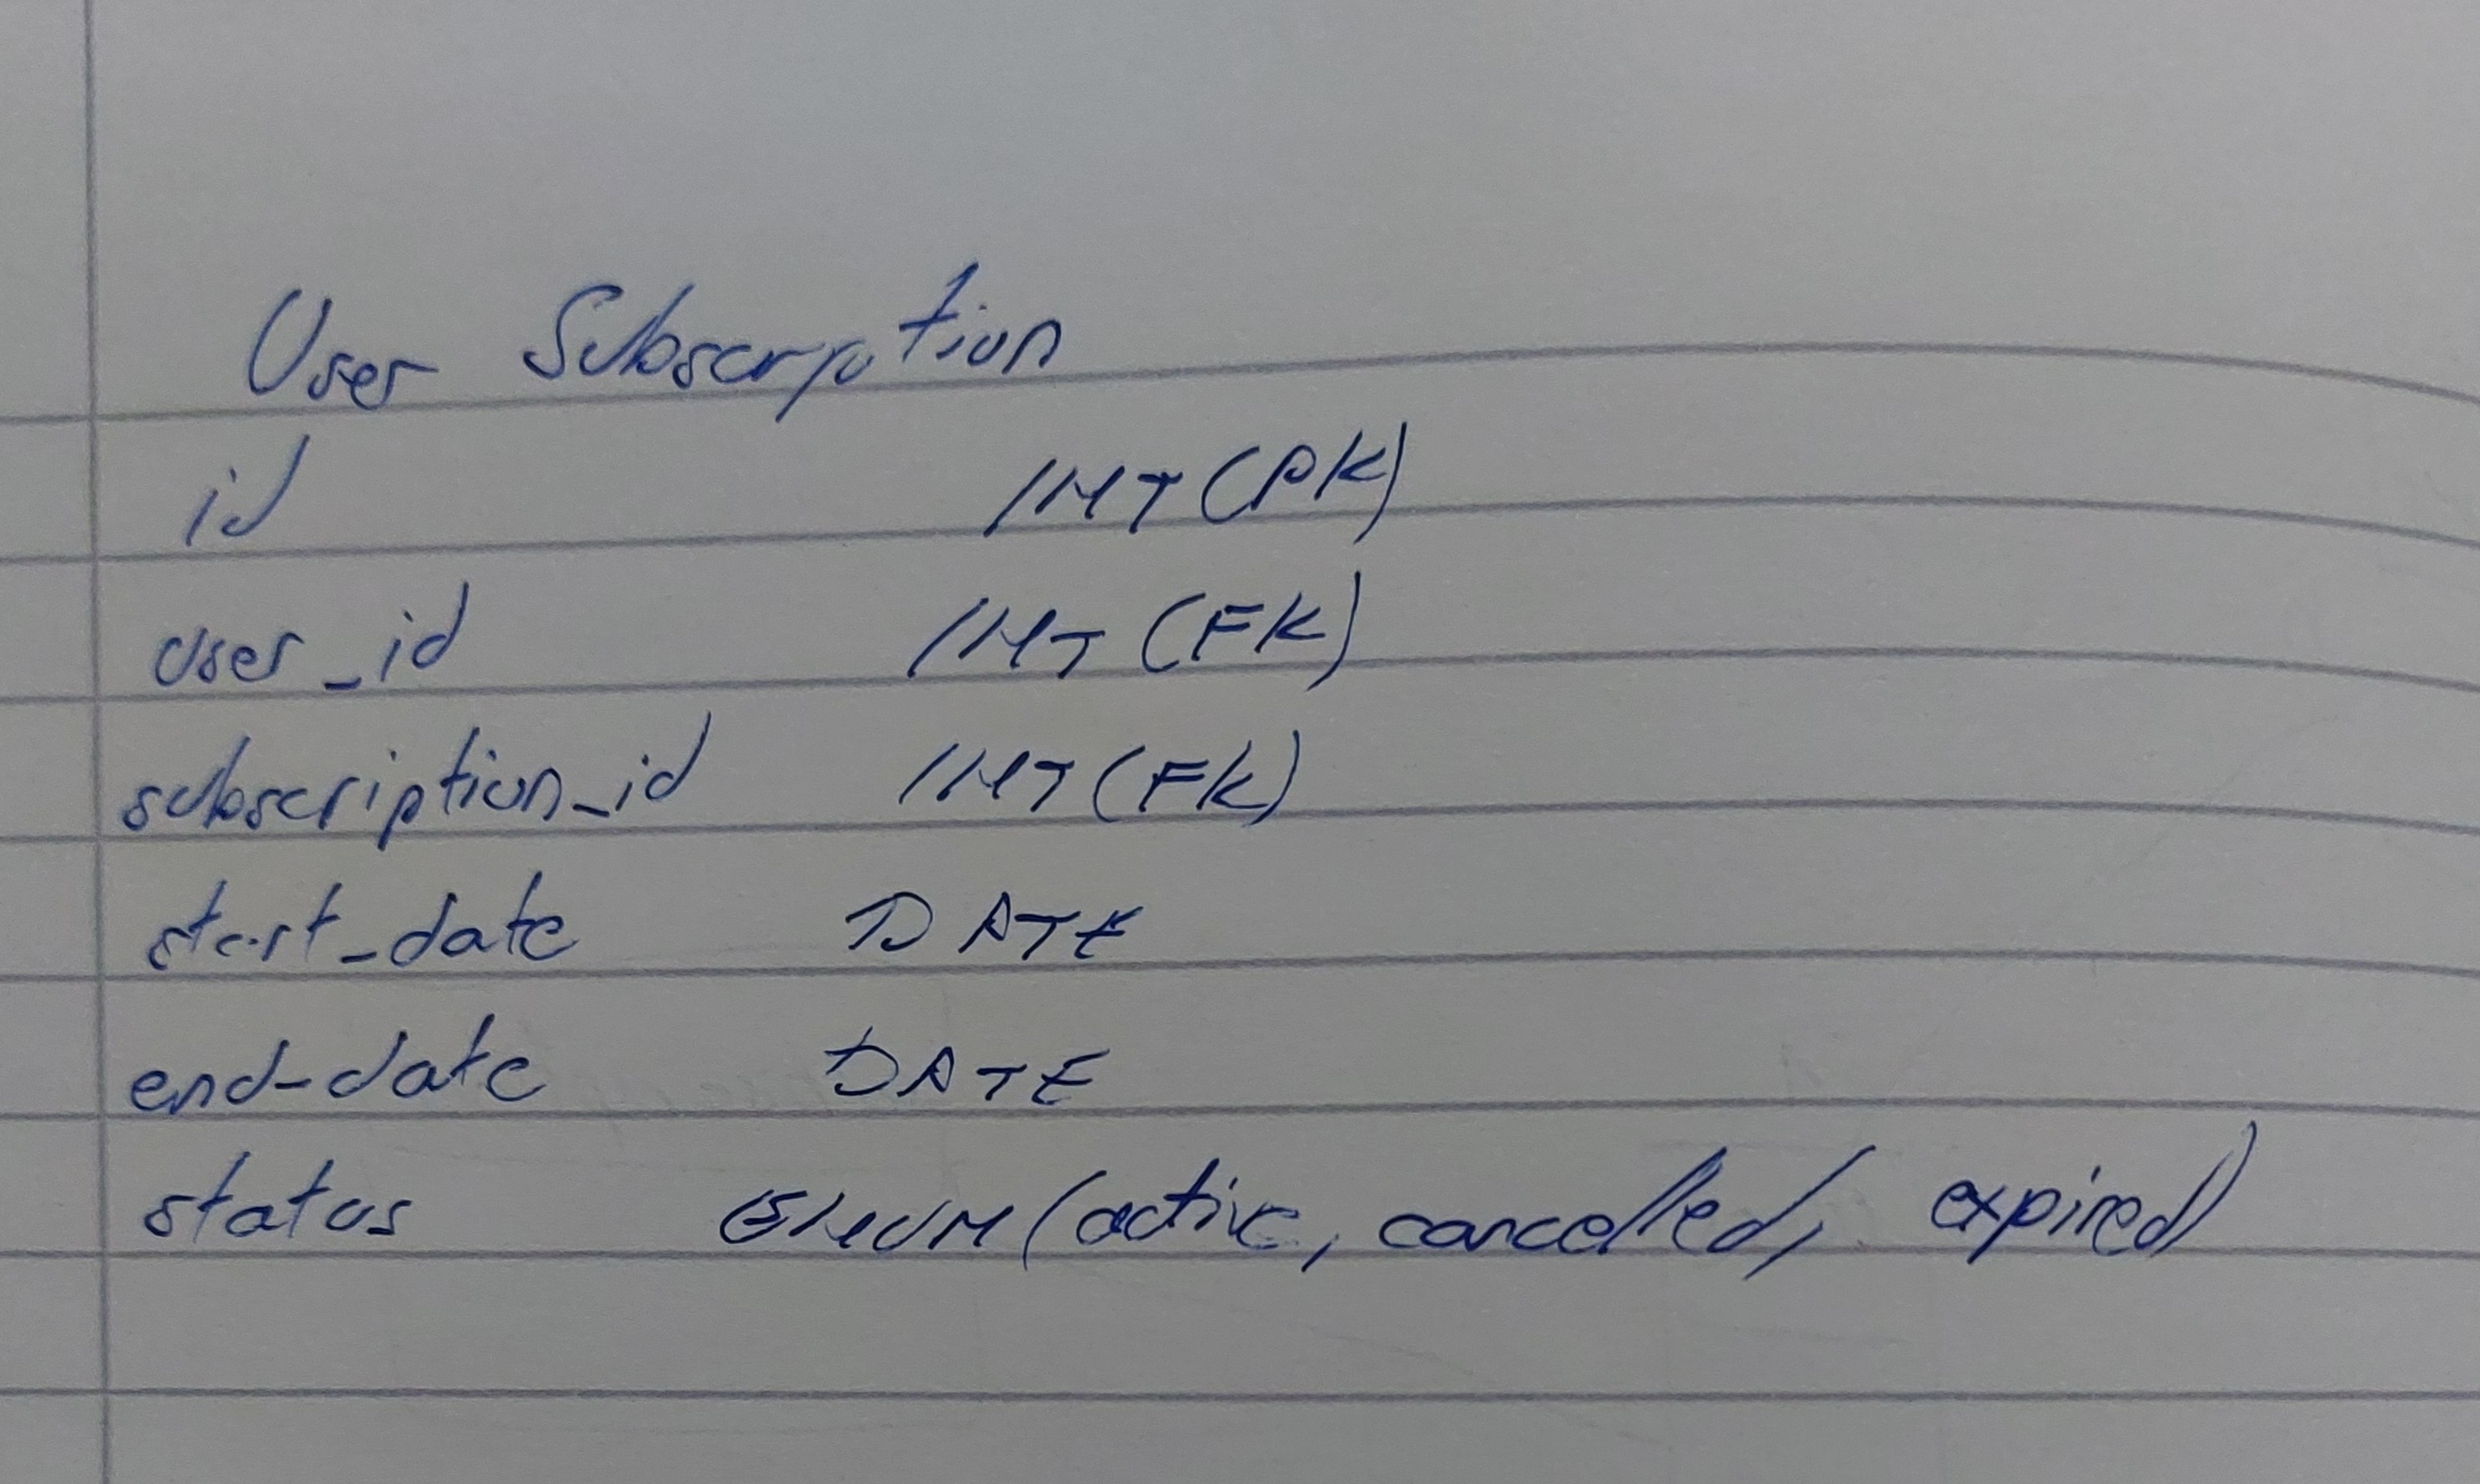 User Subscription
id INT (PK)
user_id INT (FK)
subscription_id INT (FK)
start_date DATE
end-date DATE
status ENUM (active, cancelled, expired)